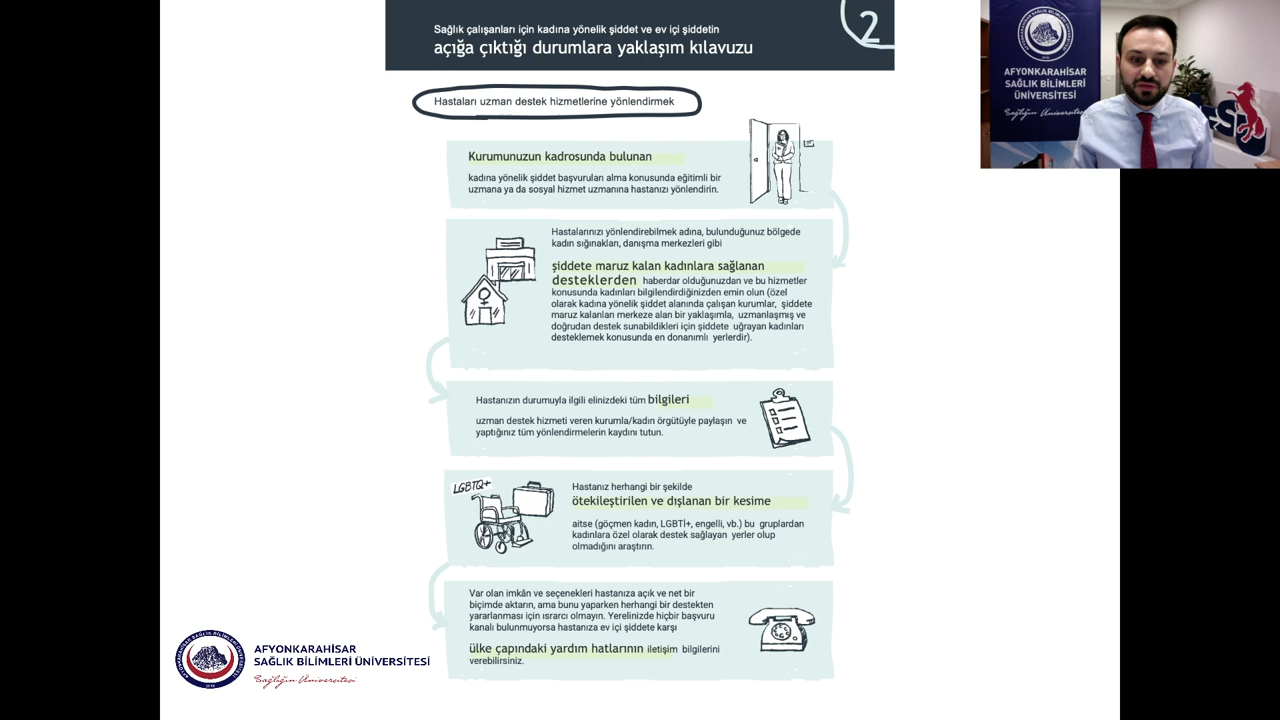 Sağlık çalışanları için kadına yönelik şiddet ve ev içi şiddetin
açığa çıktığı durumlara yaklaşım kılavuzu
2
Hastaları uzman destek hizmetlerine yönlendirmek
Kurumunuzun kadrosunda bulunan
kadına yönelik şiddet başvuruları alma konusunda eğitimli bir
uzmana ya da sosyal hizmet uzmanına hastanızı yönlendirin.
Hastalarınızı yönlendirebilmek adına, bulunduğunuz bölgede
kadın sığınakları, danışma merkezleri gibi
şiddete maruz kalan kadınlara sağlanan
desteklerden haberdar olduğunuzdan ve bu hizmetler
konusunda kadınları bilgilendirdiğinizden emin olun (özel
olarak kadına yönelik şiddet alanında çalışan kurumlar, şiddete
maruz kalanları merkeze alan bir yaklaşımla, uzmanlaşmış ve
doğrudan destek sunabildikleri için şiddete uğrayan kadınları
desteklemek konusunda en donanımlı yerlerdir).
Hastanızın durumuyla ilgili elinizdeki tüm bilgileri
uzman destek hizmeti veren kurumla/kadın örgütüyle paylaşın ve
yaptığınız tüm yönlendirmelerin kaydını tutun.
LGBTQ+
Hastanız herhangi bir şekilde
ötekileştirilen ve dışlanan bir kesime
aitse (göçmen kadın, LGBTİ+, engelli, vb.) bu gruplardan
kadınlara özel olarak destek sağlayan yerler olup
olmadığını araştırın.
Var olan imkân ve seçenekleri hastanıza açık ve net bir
biçimde aktarın, ama bunu yaparken herhangi bir destekten
yararlanması için ısrarcı olmayın. Yerelinizde hiçbir başvuru
kanalı bulunmuyorsa hastanıza ev içi şiddete karşı
ülke çapındaki yardım hatlarının iletişim bilgilerini
verebilirsiniz.
AFYONKARAHİSAR
SAĞLIK BİLİMLERİ ÜNİVERSİTESİ
Sağlığın Üniversitesi
AFYONKARAHİSAR
SAĞLIK BİLİMLERİ
ÜNİVERSİTESİ
Sağlığın Üniversitesi